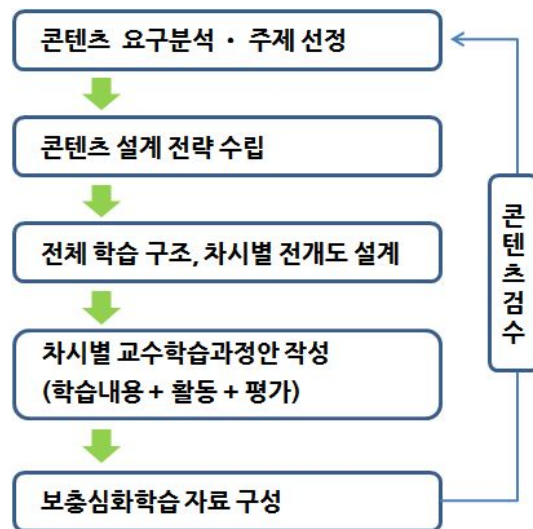 콘텐츠 요구분석 · 주제 선정
콘텐츠 설계 전략 수립
전체 학습 구조, 차시별 전개도 설계
차시별 교수학습과정안 작성
(학습내용 + 활동 + 평가)
보충심화학습 자료 구성
콘텐츠검수